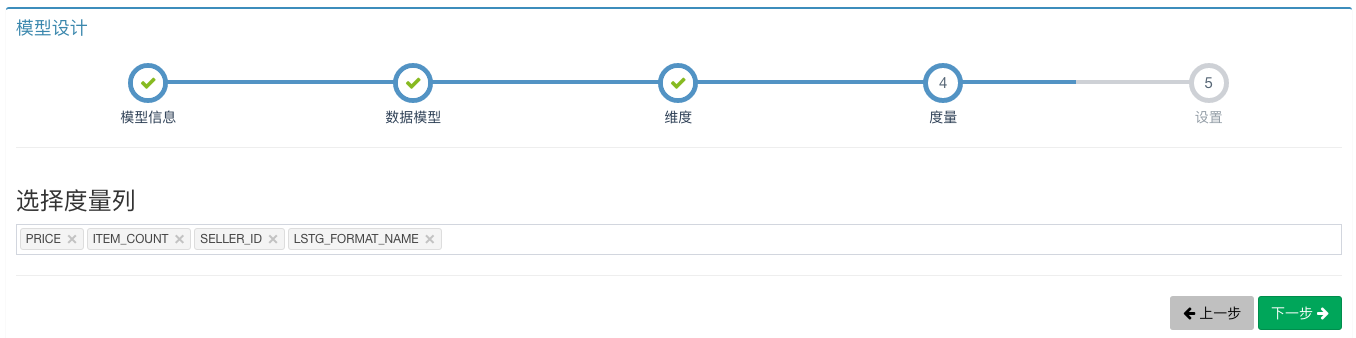 模型设计
4 5
模型信息 数据模型 维度 度量 设置
选择度量列
PRICE × ITEM_COUNT × SELLER_ID × LSTG_FORMAT_NAME ×
上一步 下一步